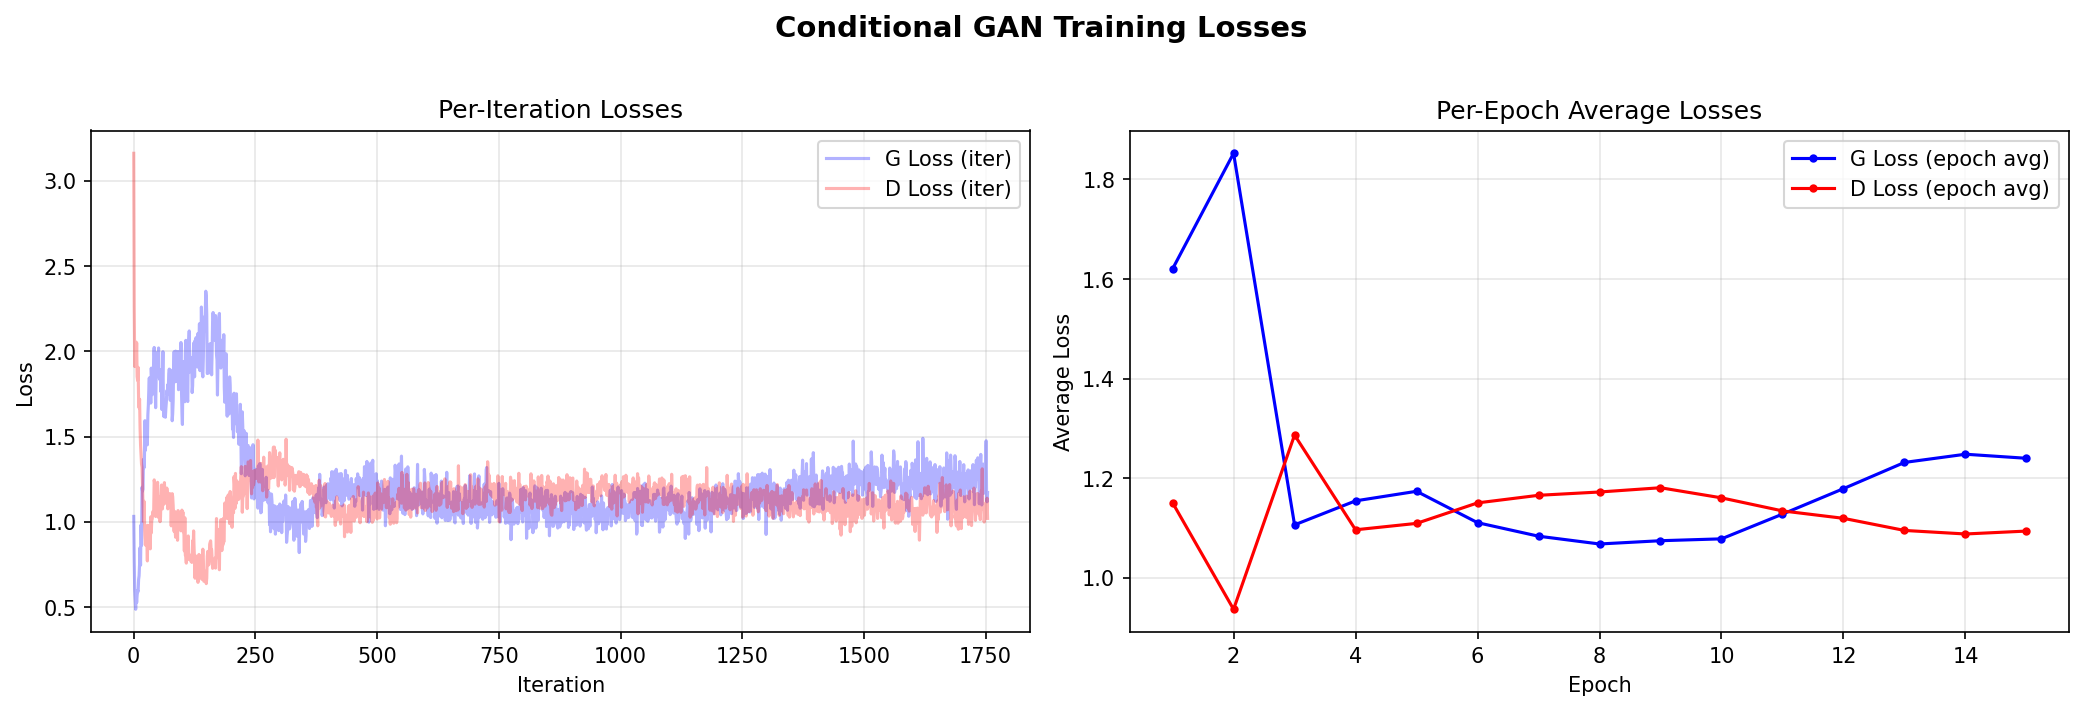 Conditional GAN Training Losses
Per-Iteration Losses
G Loss (iter)
D Loss (iter)
3.0
2.5
2.0
1.5
1.0
0.5
Loss
0 250 500 750 1000 1250 1500 1750
Iteration
Per-Epoch Average Losses
G Loss (epoch avg)
D Loss (epoch avg)
1.8
1.6
1.4
1.2
1.0
Average Loss
2 4 6 8 10 12 14
Epoch